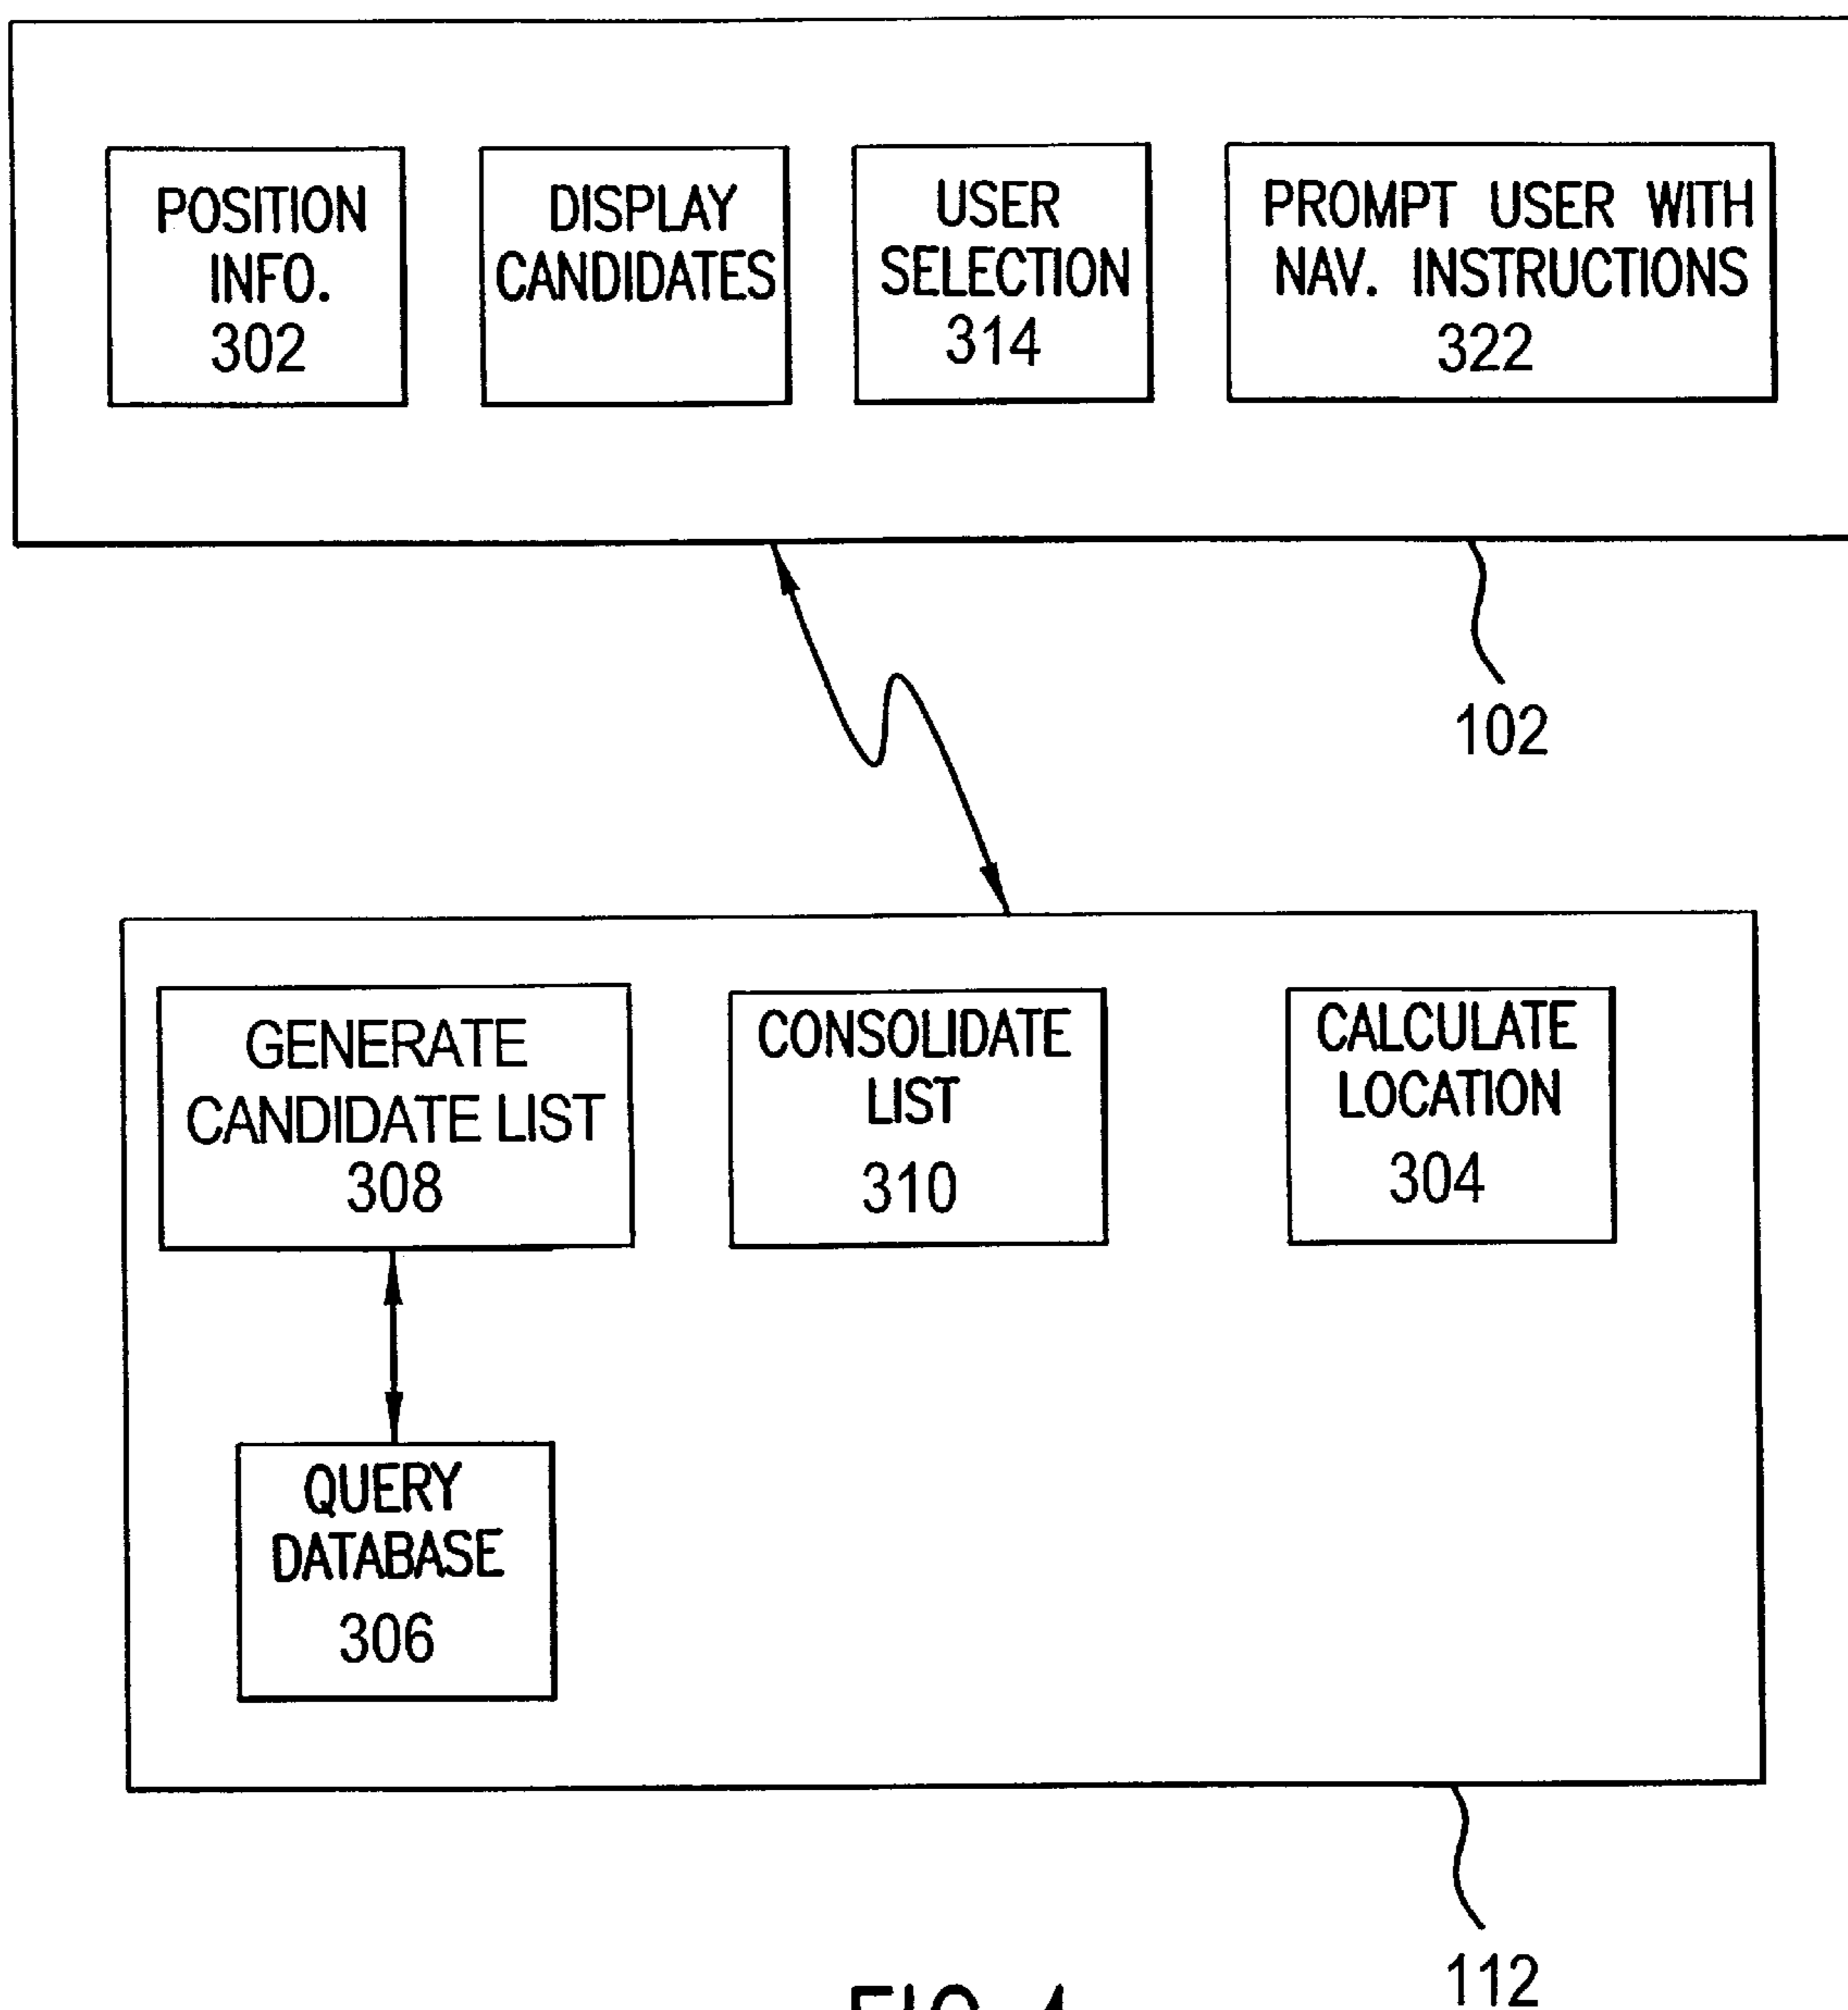 POSITION
INFO.
302
DISPLAY
CANDIDATES
USER
SELECTION
314
PROMPT USER WITH
NAV. INSTRUCTIONS
322
102
GENERATE
CANDIDATE LIST
308
CONSOLIDATE
LIST
310
CALCULATE
LOCATION
304
QUERY
DATABASE
306
112